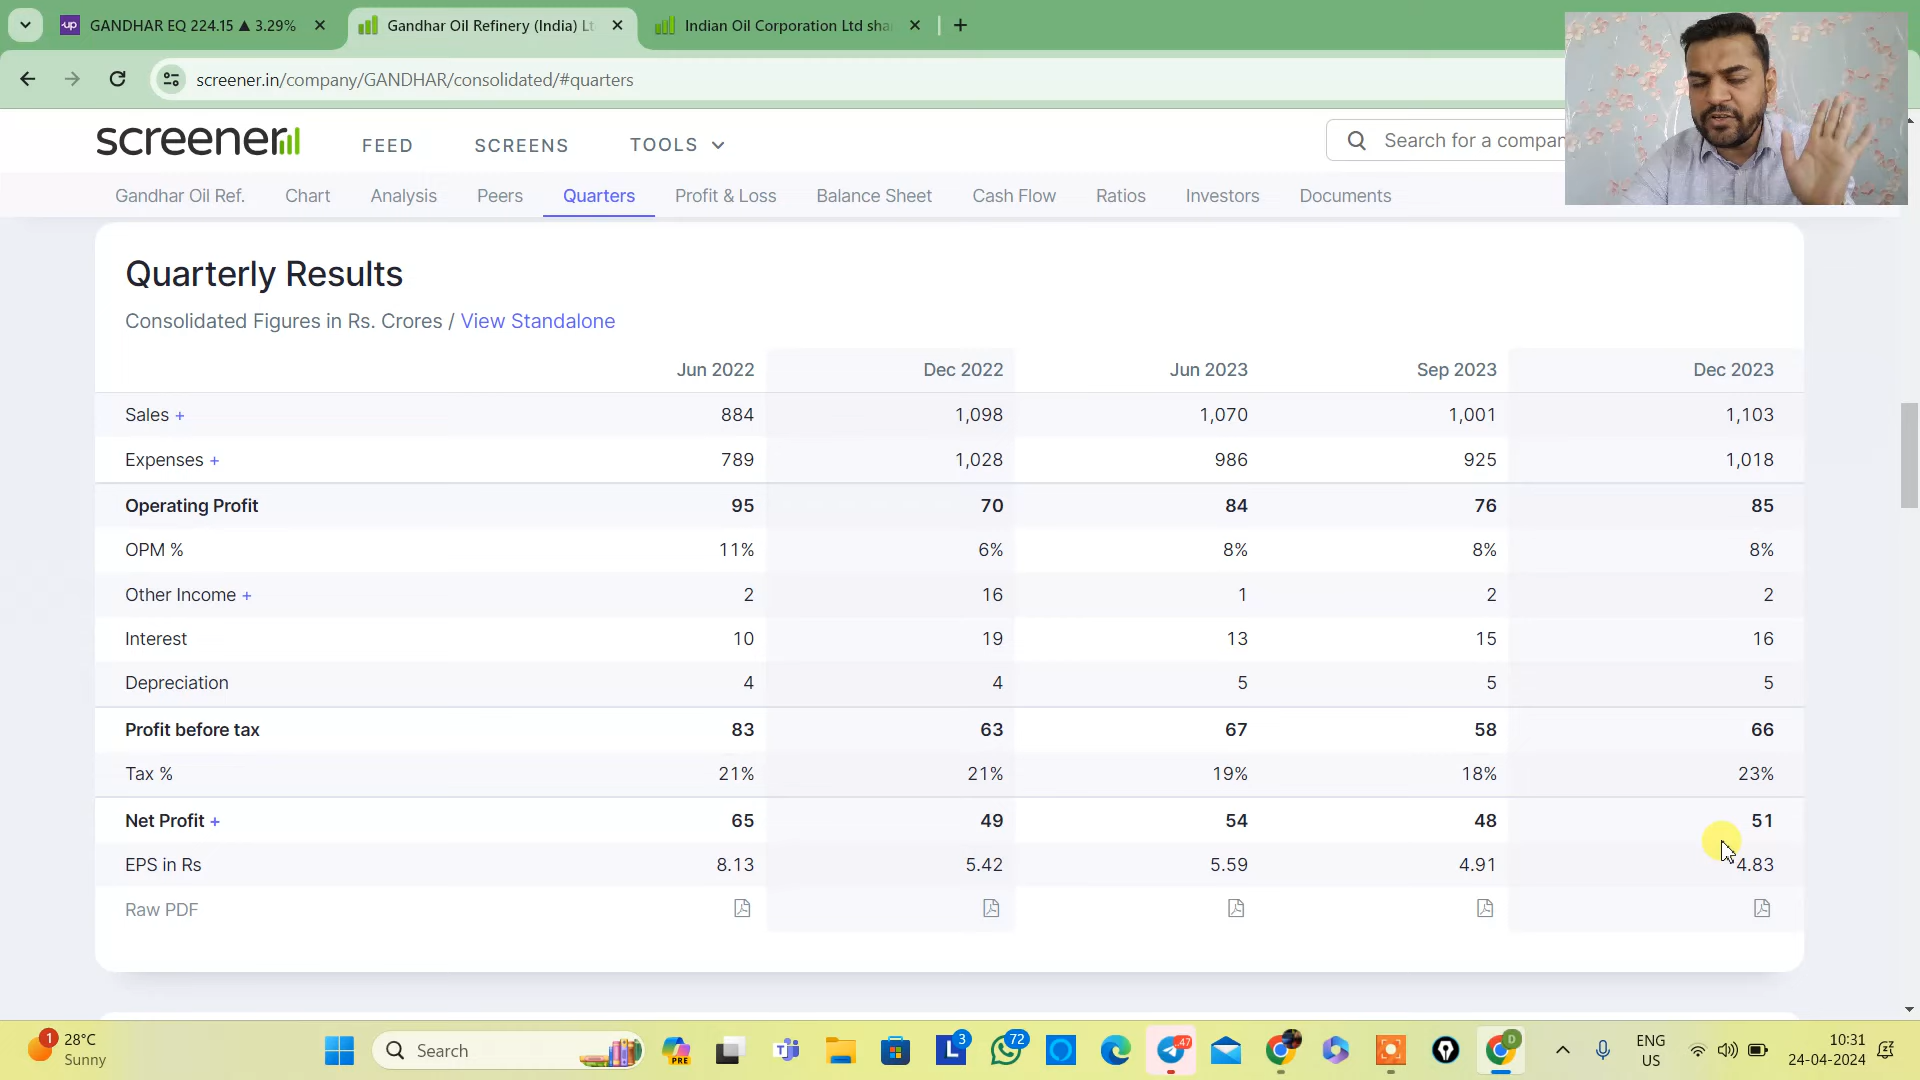 GANDHAR EQ 224.15 ▲ 3.29%
Gandhar Oil Refinery (India) Lt
Indian Oil Corporation Ltd sha
screener.in/company/GANDHAR/consolidated/#quarters
screener
FEED SCREENS TOOLS
Search for a compan
Gandhar Oil Ref. Chart Analysis Peers Quarters Profit & Loss Balance Sheet Cash Flow Ratios Investors Documents
Quarterly Results
Consolidated Figures in Rs. Crores / View Standalone
Jun 2022 Dec 2022 Jun 2023 Sep 2023 Dec 2023
Sales + 884 1,098 1,070 1,001 1,103
Expenses + 789 1,028 986 925 1,018
Operating Profit 95 70 84 76 85
OPM % 11% 6% 8% 8% 8%
Other Income + 2 16 1 2 2
Interest 10 19 13 15 16
Depreciation 4 4 5 5 5
Profit before tax 83 63 67 58 66
Tax % 21% 21% 19% 18% 23%
Net Profit + 65 49 54 48 51
EPS in Rs 8.13 5.42 5.59 4.91 4.83
Raw PDF
1
28°C
Sunny
Search
PRE
3
72
47
D
ENG
US
10:31
24-04-2024